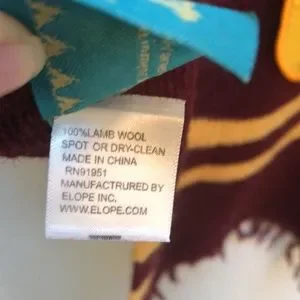 100%LAMB WOOL
SPOT OR DRY-CLEAN
MADE IN CHINA
RN91951
MANUFACTRURED BY
ELOPE INC.
WWW.ELOPE.COM